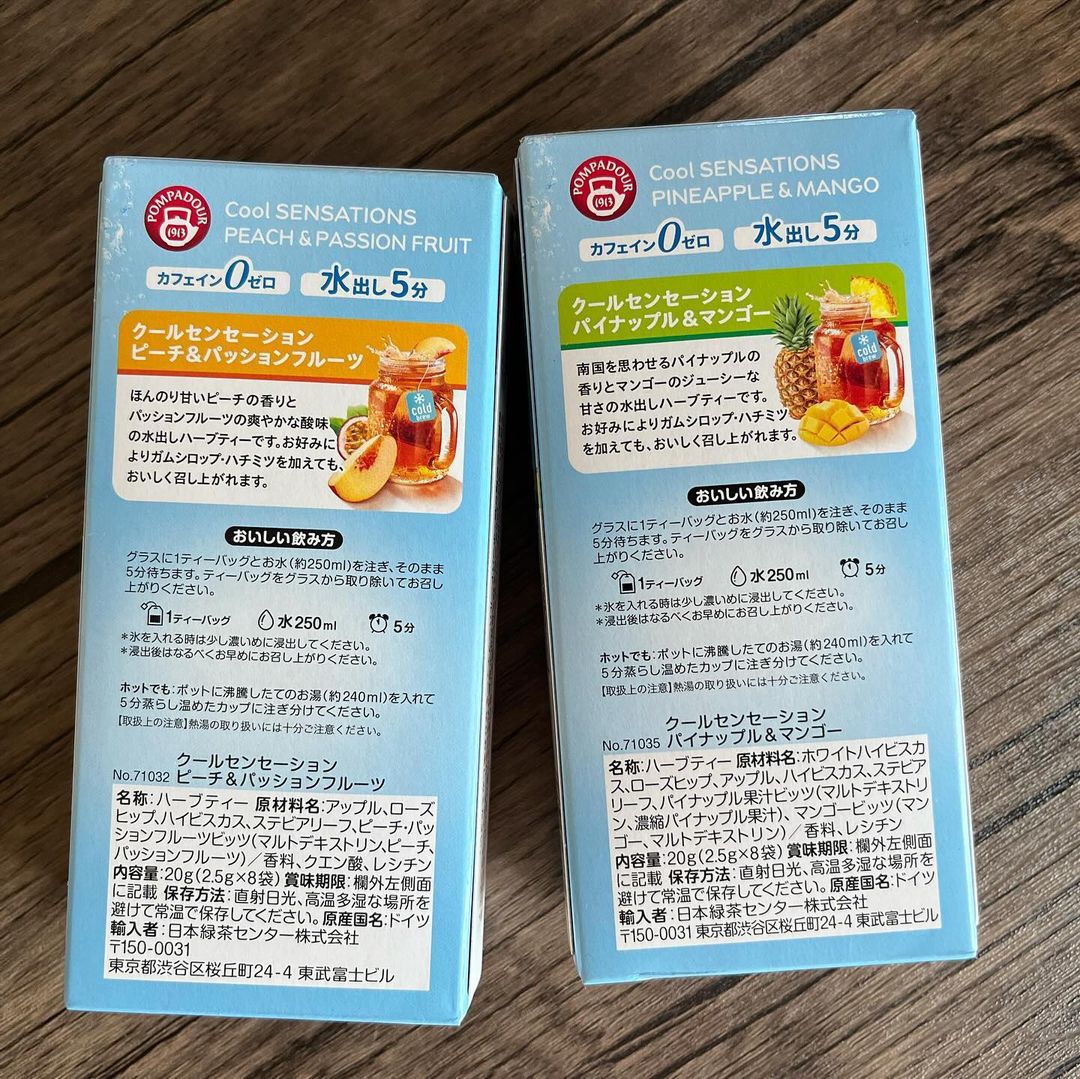 POMPADOUR
1913
Cool SENSATIONS
PEACH & PASSION FRUIT
カフェイン0ゼロ
水出し5分
クールセンセーション
ピーチ&パッションフルーツ
ほんのり甘いピーチの香りと
パッションフルーツの爽やかな酸味
の水出しハーブティーです。お好みに
よりガムシロップ・ハチミツを加えても、
おいしく召し上がれます。
cold
brew
おいしい飲み方
グラスに1ティーバッグとお水(約250ml)を注ぎ、そのまま
5分待ちます。ティーバッグをグラスから取り除いてお召し
上がりください。
1ティーバッグ 水250ml 5分
*氷を入れる時は少し濃いめに浸出してください。
*浸出後はなるべくお早めにお召し上がりください。
ホットでも:ポットに沸騰したてのお湯(約240ml)を入れて
5分蒸らし温めたカップに注ぎ分けてください。
【取扱上の注意】熱湯の取り扱いには十分ご注意ください。
クールセンセーション
No.71032 ピーチ&パッションフルーツ
名称:ハーブティー 原材料名:アップル、ローズ
ヒップ、ハイビスカス、ステビアリーフ、ピーチ・パッ
ションフルーツビッツ(マルトデキストリン、ピーチ、
パッションフルーツ)/香料、クエン酸、レシチン
内容量:20g(2.5g×8袋) 賞味期限:欄外左側面
に記載 保存方法:直射日光、高温多湿な場所を
避けて常温で保存してください。原産国名:ドイツ
輸入者:日本緑茶センター株式会社
〒150-0031
東京都渋谷区桜丘町24-4 東武富士ビル
POMPADOUR
1913
Cool SENSATIONS
PINEAPPLE & MANGO
カフェイン0ゼロ
水出し5分
クールセンセーション
パイナップル&マンゴー
南国を思わせるパイナップルの
香りとマンゴーのジューシーな
甘さの水出しハーブティーです。
お好みによりガムシロップ・ハチミツ
を加えても、おいしく召し上がれます。
cold
brew
おいしい飲み方
グラスに1ティーバッグとお水(約250ml)を注ぎ、そのまま
5分待ちます。ティーバッグをグラスから取り除いてお召し
上がりください。
1ティーバッグ 水250ml 5分
*氷を入れる時は少し濃いめに浸出してください。
*浸出後はなるべくお早めにお召し上がりください。
ホットでも:ポットに沸騰したてのお湯(約240ml)を入れて
5分蒸らし温めたカップに注ぎ分けてください。
【取扱上の注意】熱湯の取り扱いには十分ご注意ください。
クールセンセーション
No.71035 パイナップル&マンゴー
名称:ハーブティー 原材料名:ホワイトハイビスカ
ス、ローズヒップ、アップル、ハイビスカス、ステビア
リーフ、パイナップル果汁ビッツ(マルトデキストリ
ン、濃縮パイナップル果汁)、マンゴービッツ(マン
ゴー、マルトデキストリン)/香料、レシチン
内容量:20g(2.5g×8袋) 賞味期限:欄外左側面
に記載 保存方法:直射日光、高温多湿な場所を
避けて常温で保存してください。原産国名:ドイツ
輸入者:日本緑茶センター株式会社
〒150-0031 東京都渋谷区桜丘町24-4 東武富士ビル